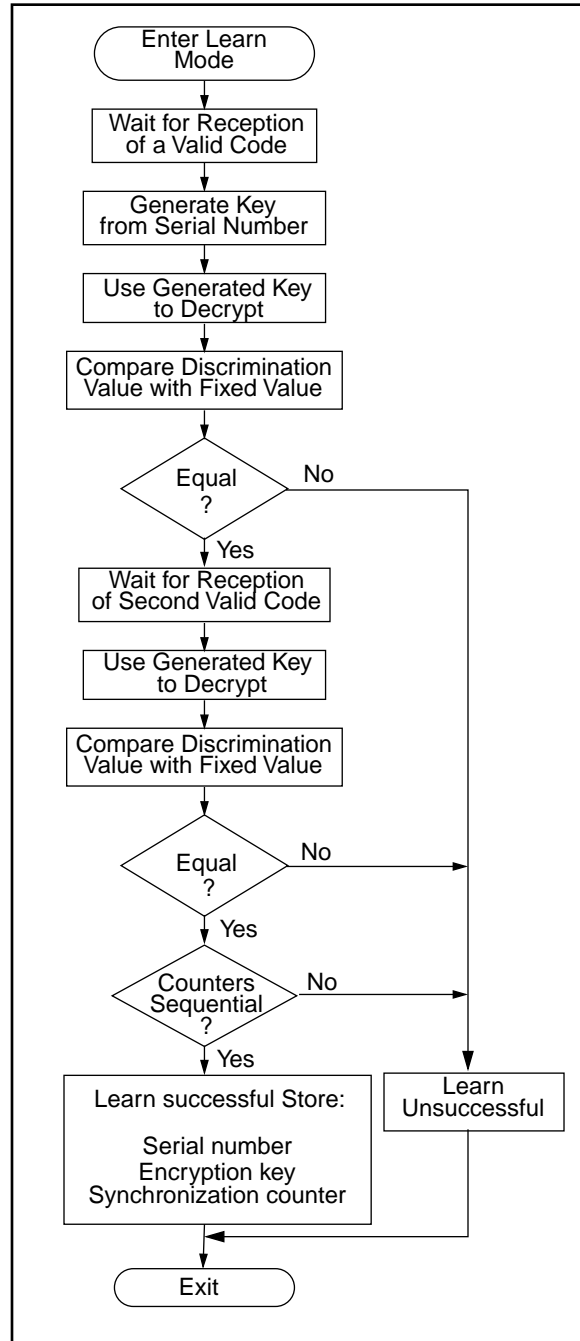 Enter Learn
Mode
Wait for Reception
of a Valid Code
Generate Key
from Serial Number
Use Generated Key
to Decrypt
Compare Discrimination
Value with Fixed Value
Equal
?
No
Yes
Wait for Reception
of Second Valid Code
Use Generated Key
to Decrypt
Compare Discrimination
Value with Fixed Value
Equal
?
No
Yes
Counters
Sequential
?
No
Yes
Learn successful Store:
Serial number
Encryption key
Synchronization counter
Learn
Unsuccessful
Exit